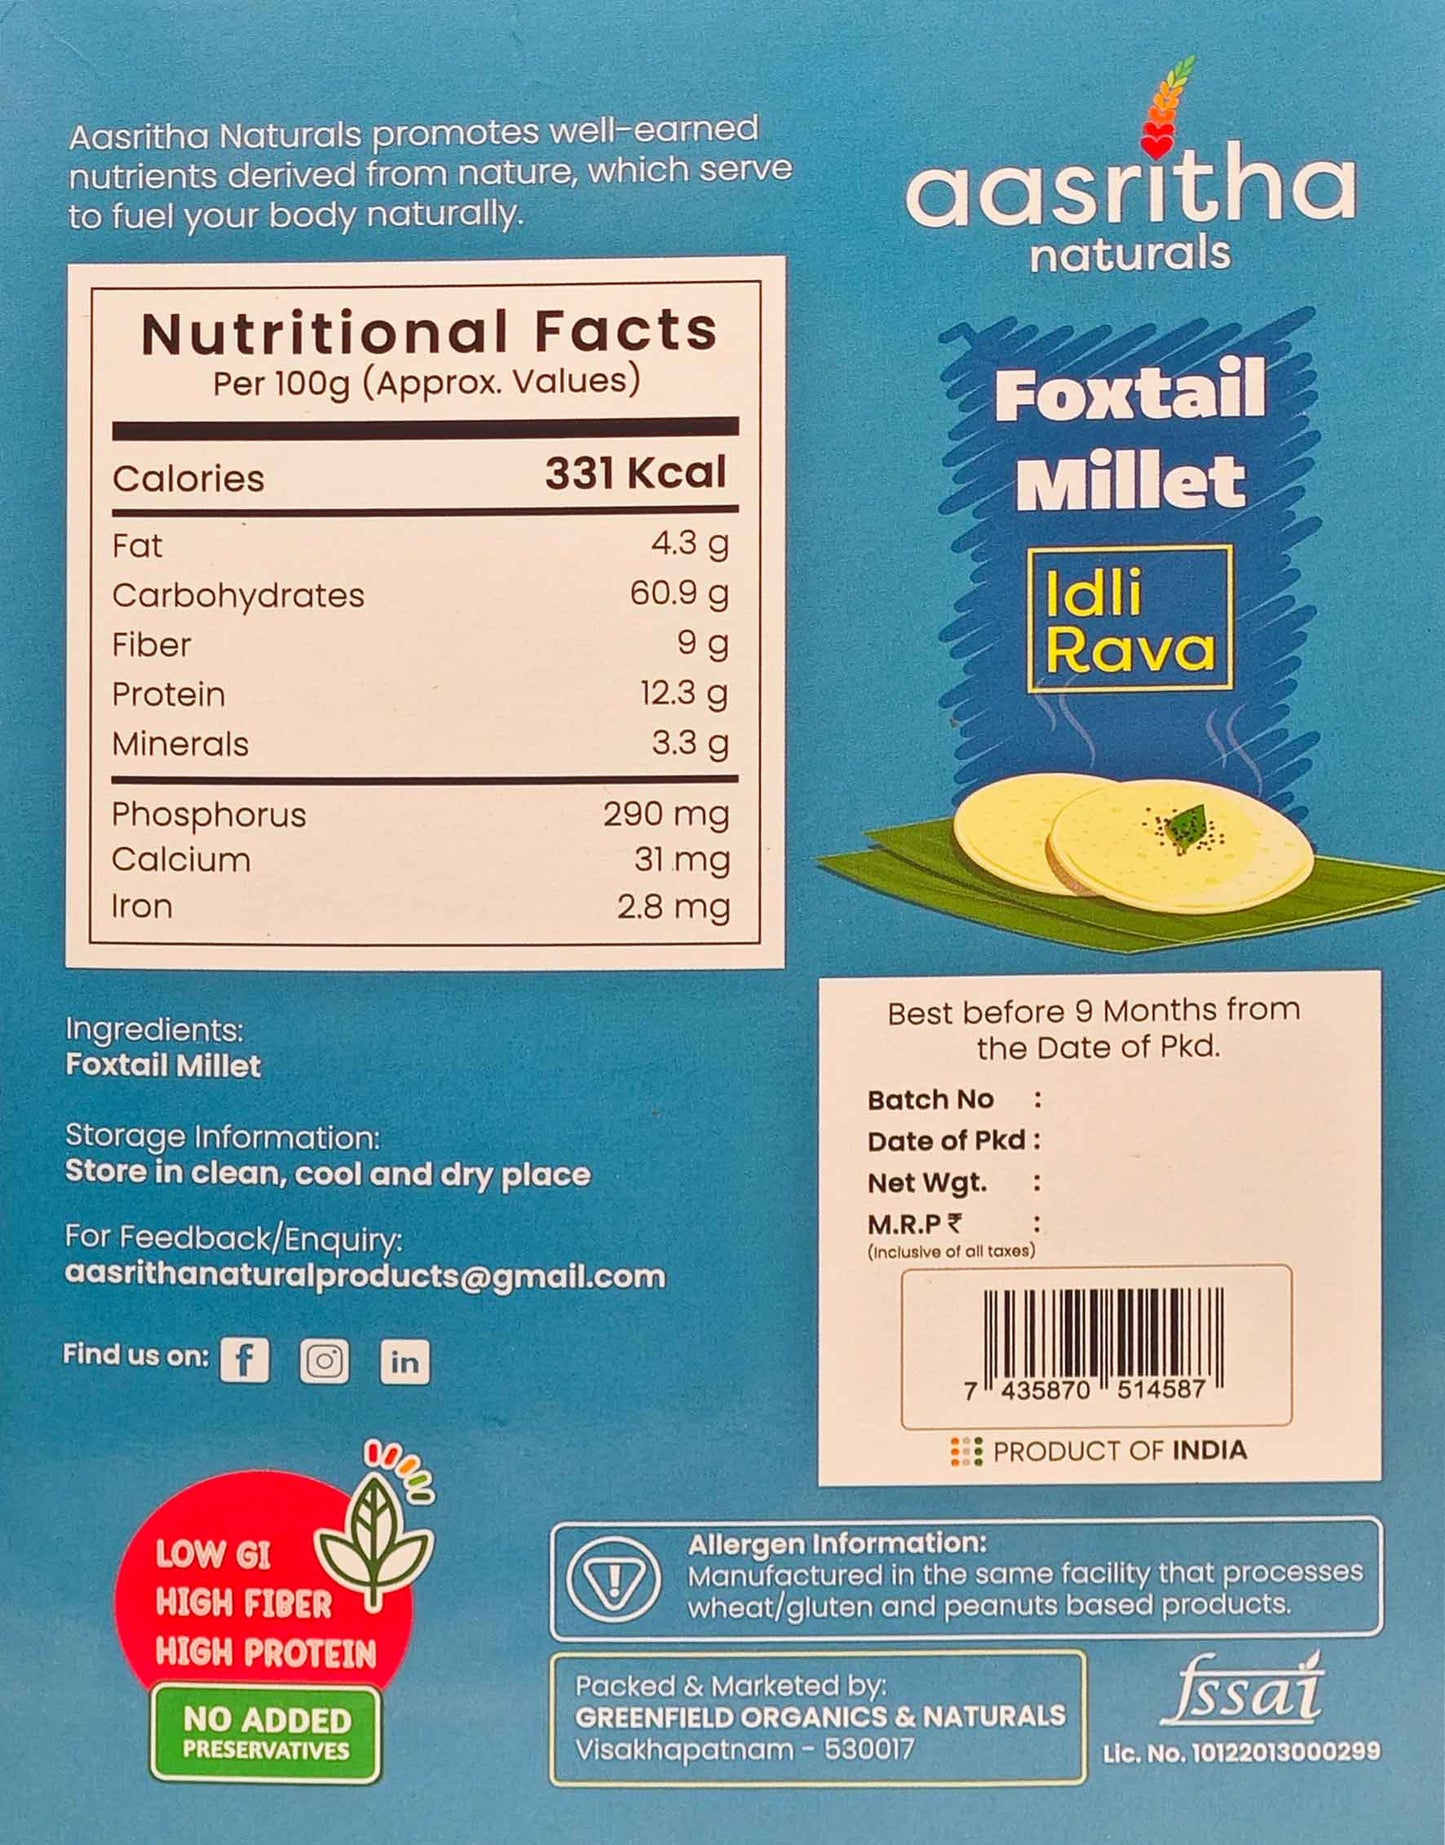 Aasritha Naturals promotes well-earned
nutrients derived from nature, which serve
to fuel your body naturally.
aasritha
naturals
Nutritional Facts
Per 100g (Approx. Values)
Calories 331 Kcal
Fat 4.3 g
Carbohydrates 60.9 g
Fiber 9 g
Protein 12.3 g
Minerals 3.3 g
Phosphorus 290 mg
Calcium 31 mg
Iron 2.8 mg
Foxtail
Millet
Idli
Rava
Ingredients:
Foxtail Millet
Storage Information:
Store in clean, cool and dry place
For Feedback/Enquiry:
aasrithanaturalproducts@gmail.com
Find us on: f in
Best before 9 Months from
the Date of Pkd.
Batch No :
Date of Pkd :
Net Wgt. :
M.R.P ₹ :
(Inclusive of all taxes)
7 435870 514587
PRODUCT OF INDIA
LOW GI
HIGH FIBER
HIGH PROTEIN
NO ADDED
PRESERVATIVES
Allergen Information:
Manufactured in the same facility that processes
wheat/gluten and peanuts based products.
Packed & Marketed by:
GREENFIELD ORGANICS & NATURALS
Visakhapatnam - 530017
fssai
Lic. No. 10122013000299